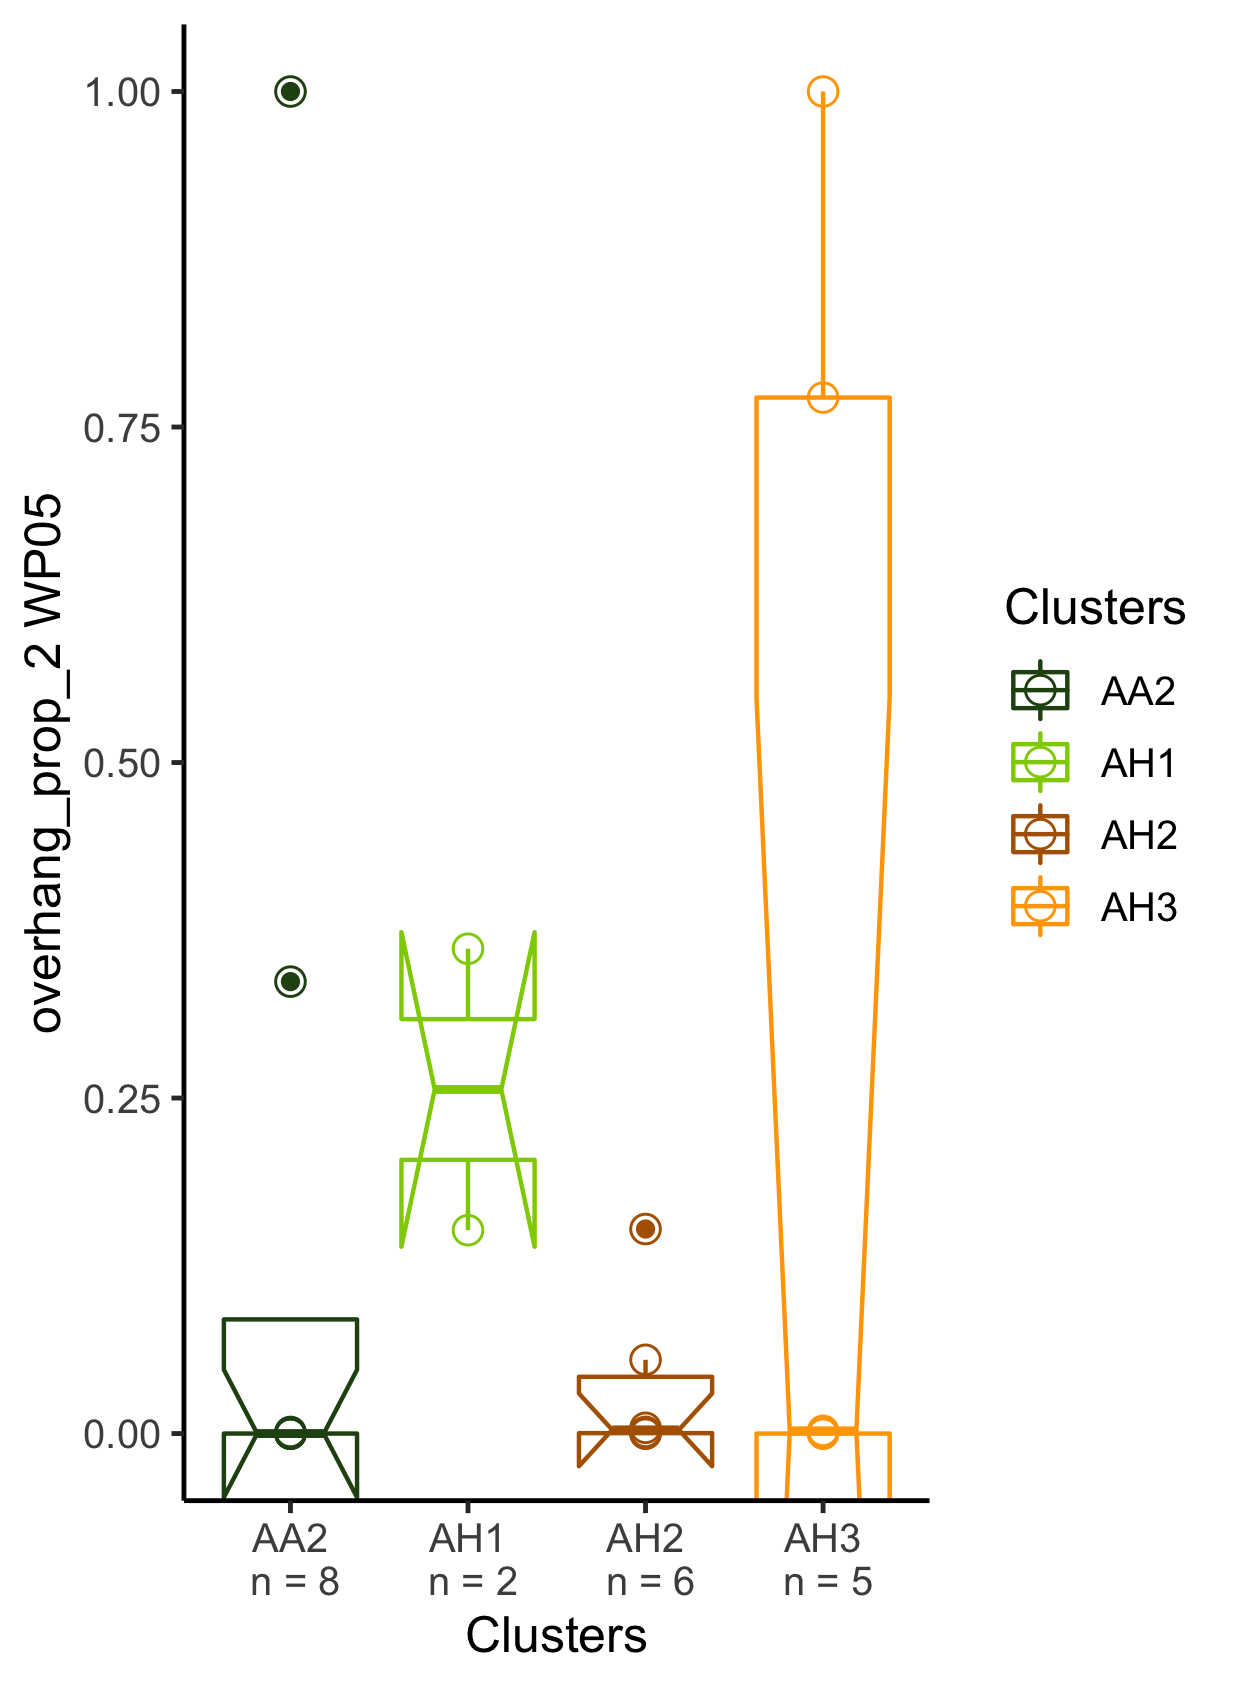 overhang_prop_2 WP05
1.00
0.75
0.50
0.25
0.00
AA2
n = 8
AH1
n = 2
AH2
n = 6
AH3
n = 5
Clusters
Clusters
AA2
AH1
AH2
AH3